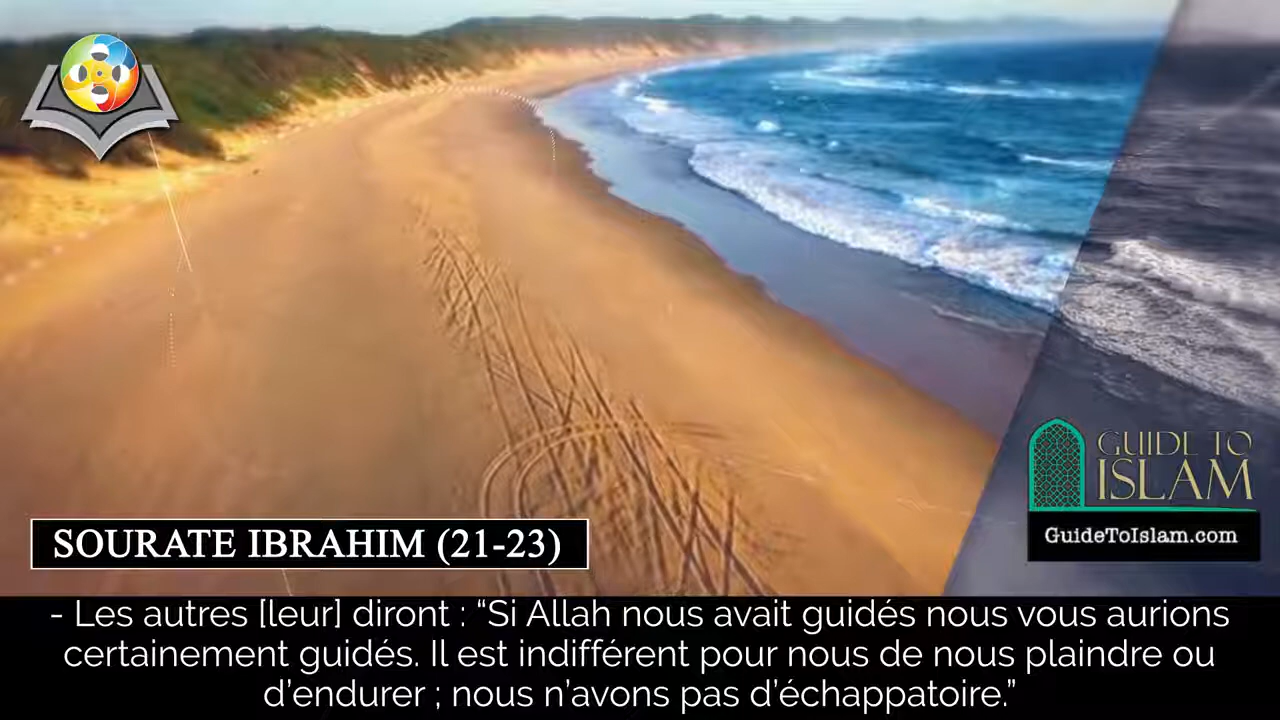 GUIDE TO
ISLAM
GuideToIslam.com
SOURATE IBRAHIM (21-23)
- Les autres [leur] diront : “Si Allah nous avait guidés nous vous aurions
certainement guidés. Il est indifférent pour nous de nous plaindre ou
d’endurer ; nous n’avons pas d’échappatoire.”